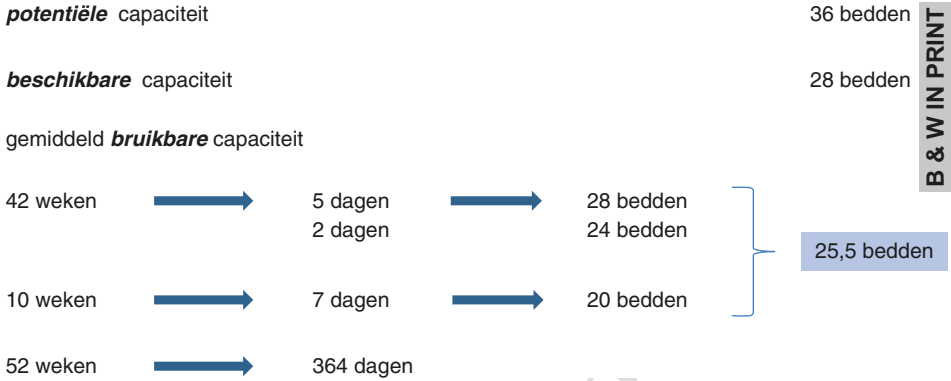 potentiële capaciteit 36 bedden
beschikbare capaciteit 28 bedden
gemiddeld bruikbare capaciteit
42 weken 5 dagen 28 bedden
2 dagen 24 bedden
25,5 bedden
10 weken 7 dagen 20 bedden
52 weken 364 dagen
B & W IN PRINT